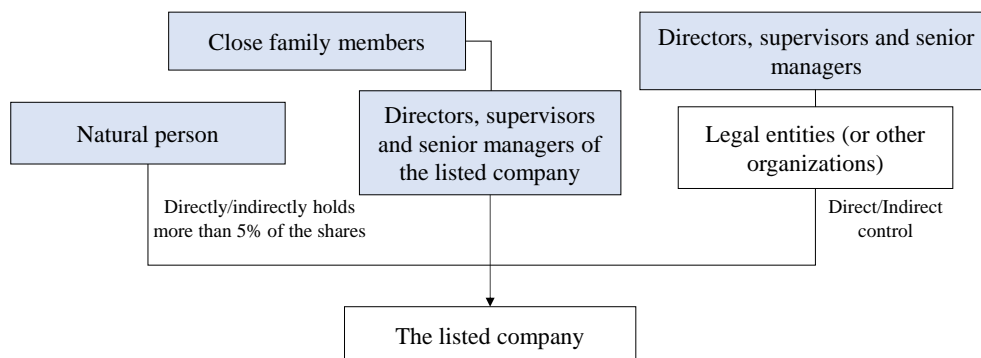 Close family members
Directors, supervisors and senior
managers
Natural person
Directors, supervisors
and senior managers of
the listed company
Legal entities (or other
organizations)
Directly/indirectly holds
more than 5% of the shares
Direct/Indirect
control
The listed company